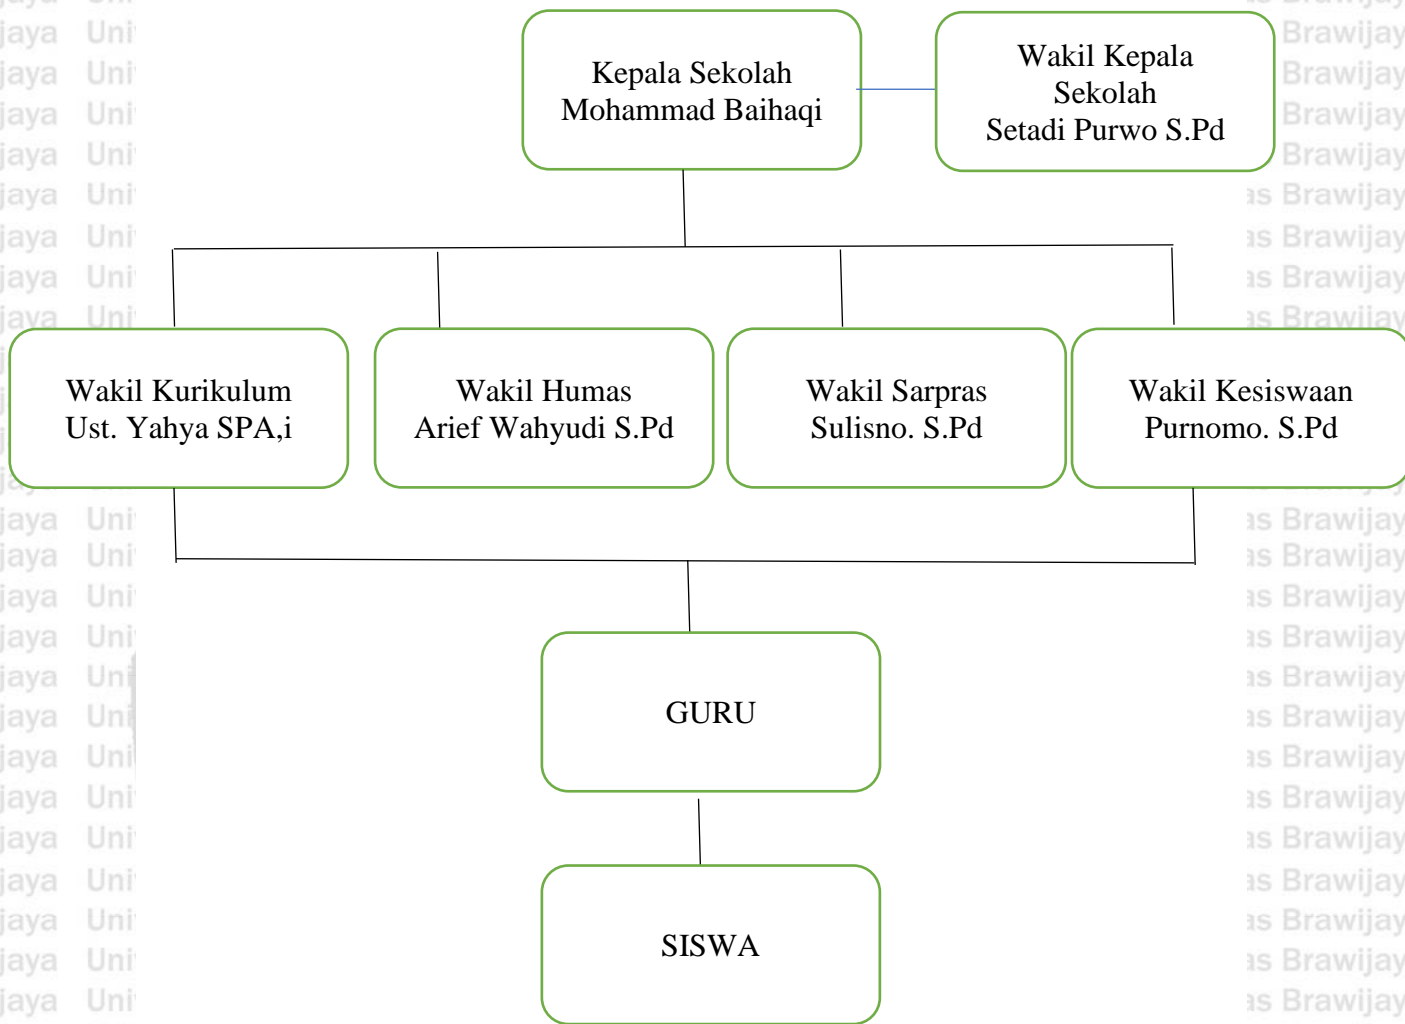 Kepala Sekolah
Mohammad Baihaqi
Wakil Kepala
Sekolah
Setadi Purwo S.Pd
Wakil Kurikulum
Ust. Yahya SPA,i
Wakil Humas
Arief Wahyudi S.Pd
Wakil Sarpras
Sulisno. S.Pd
Wakil Kesiswaan
Purnomo. S.Pd
GURU
SISWA